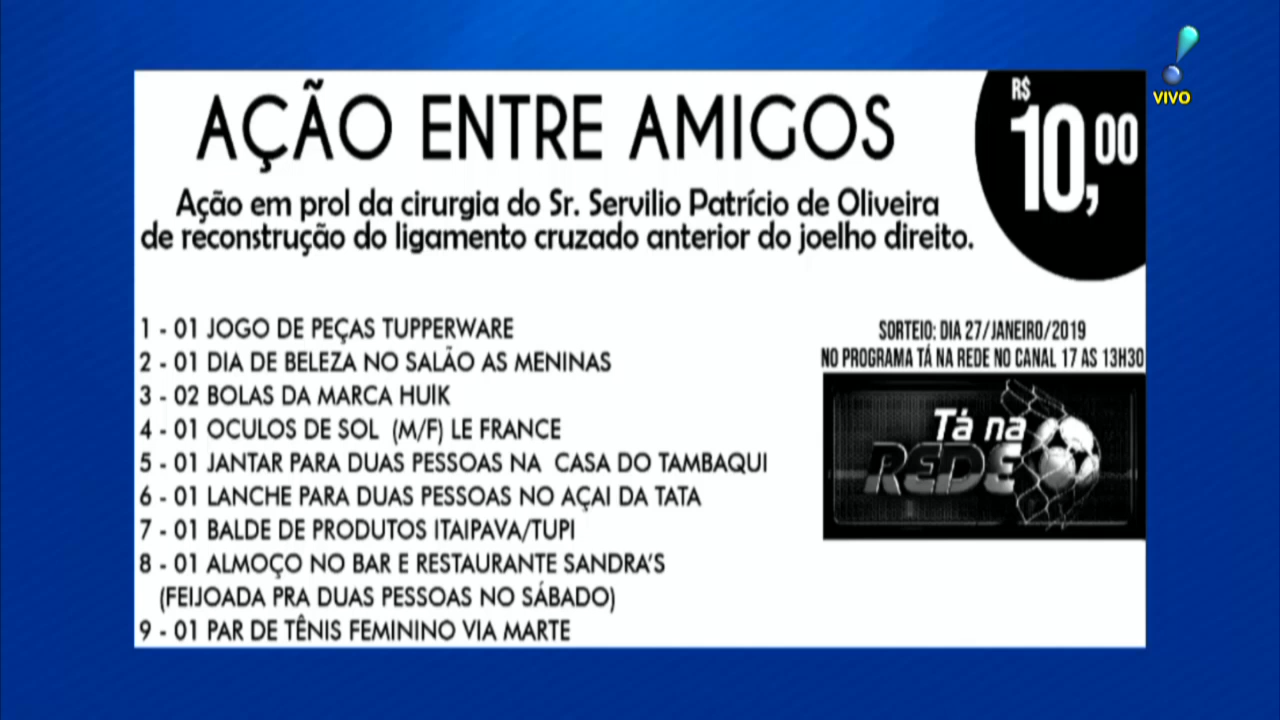 VIVO
AÇÃO ENTRE AMIGOS
R$
10,00
Ação em prol da cirurgia do Sr. Servilio Patrício de Oliveira
de reconstrução do ligamento cruzado anterior do joelho direito.
1 - 01 JOGO DE PEÇAS TUPPERWARE
2 - 01 DIA DE BELEZA NO SALÃO AS MENINAS
3 - 02 BOLAS DA MARCA HUIK
4 - 01 OCULOS DE SOL (M/F) LE FRANCE
5 - 01 JANTAR PARA DUAS PESSOAS NA CASA DO TAMBAQUI
6 - 01 LANCHE PARA DUAS PESSOAS NO AÇAI DA TATA
7 - 01 BALDE DE PRODUTOS ITAIPAVA/TUPI
8 - 01 ALMOÇO NO BAR E RESTAURANTE SANDRA'S
(FEIJOADA PRA DUAS PESSOAS NO SÁBADO)
9 - 01 PAR DE TÊNIS FEMININO VIA MARTE
SORTEIO: DIA 27/JANEIRO/2019
NO PROGRAMA TÁ NA REDE NO CANAL 17 AS 13H30
Tá na
REDE